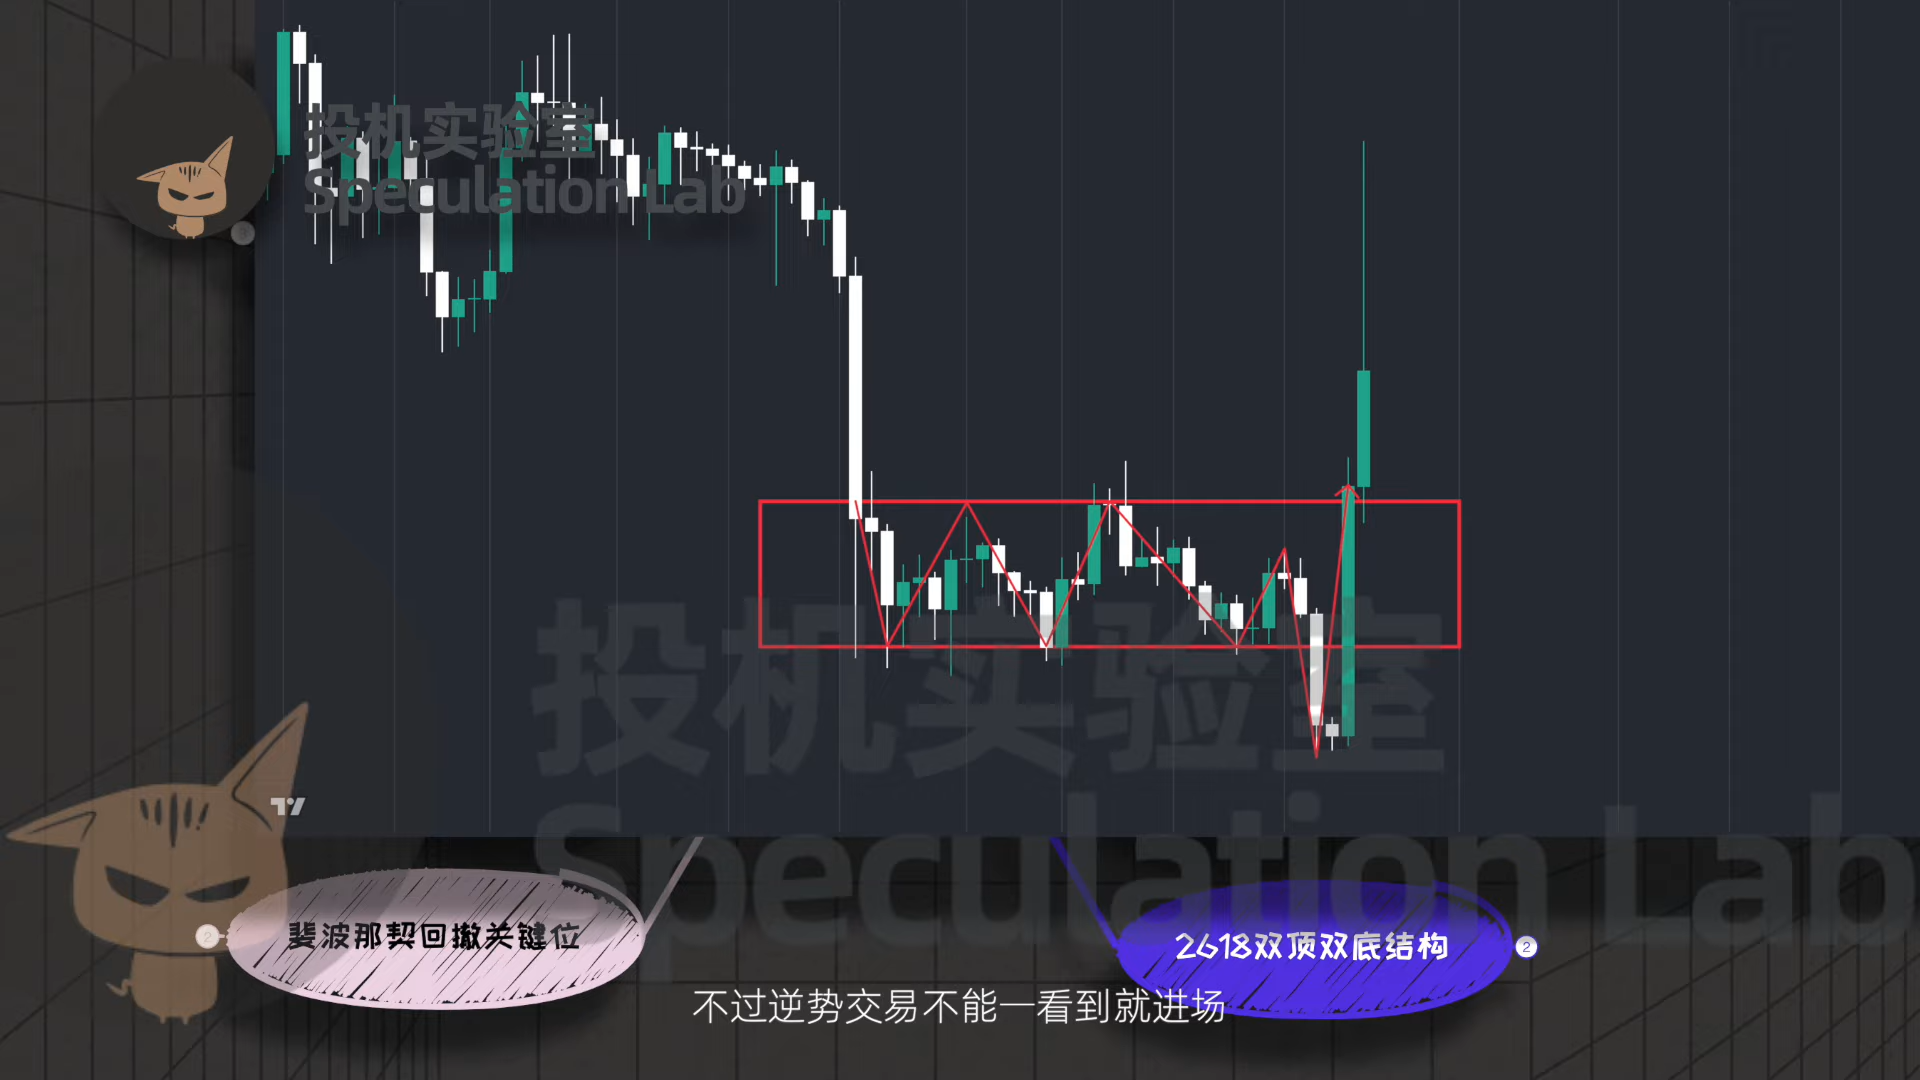 投机实验室
Speculation Lab
投机实验室
Speculation Lab
2
斐波那契回撤关键位
2618双顶双底结构
2
不过逆势交易不能一看到就进场